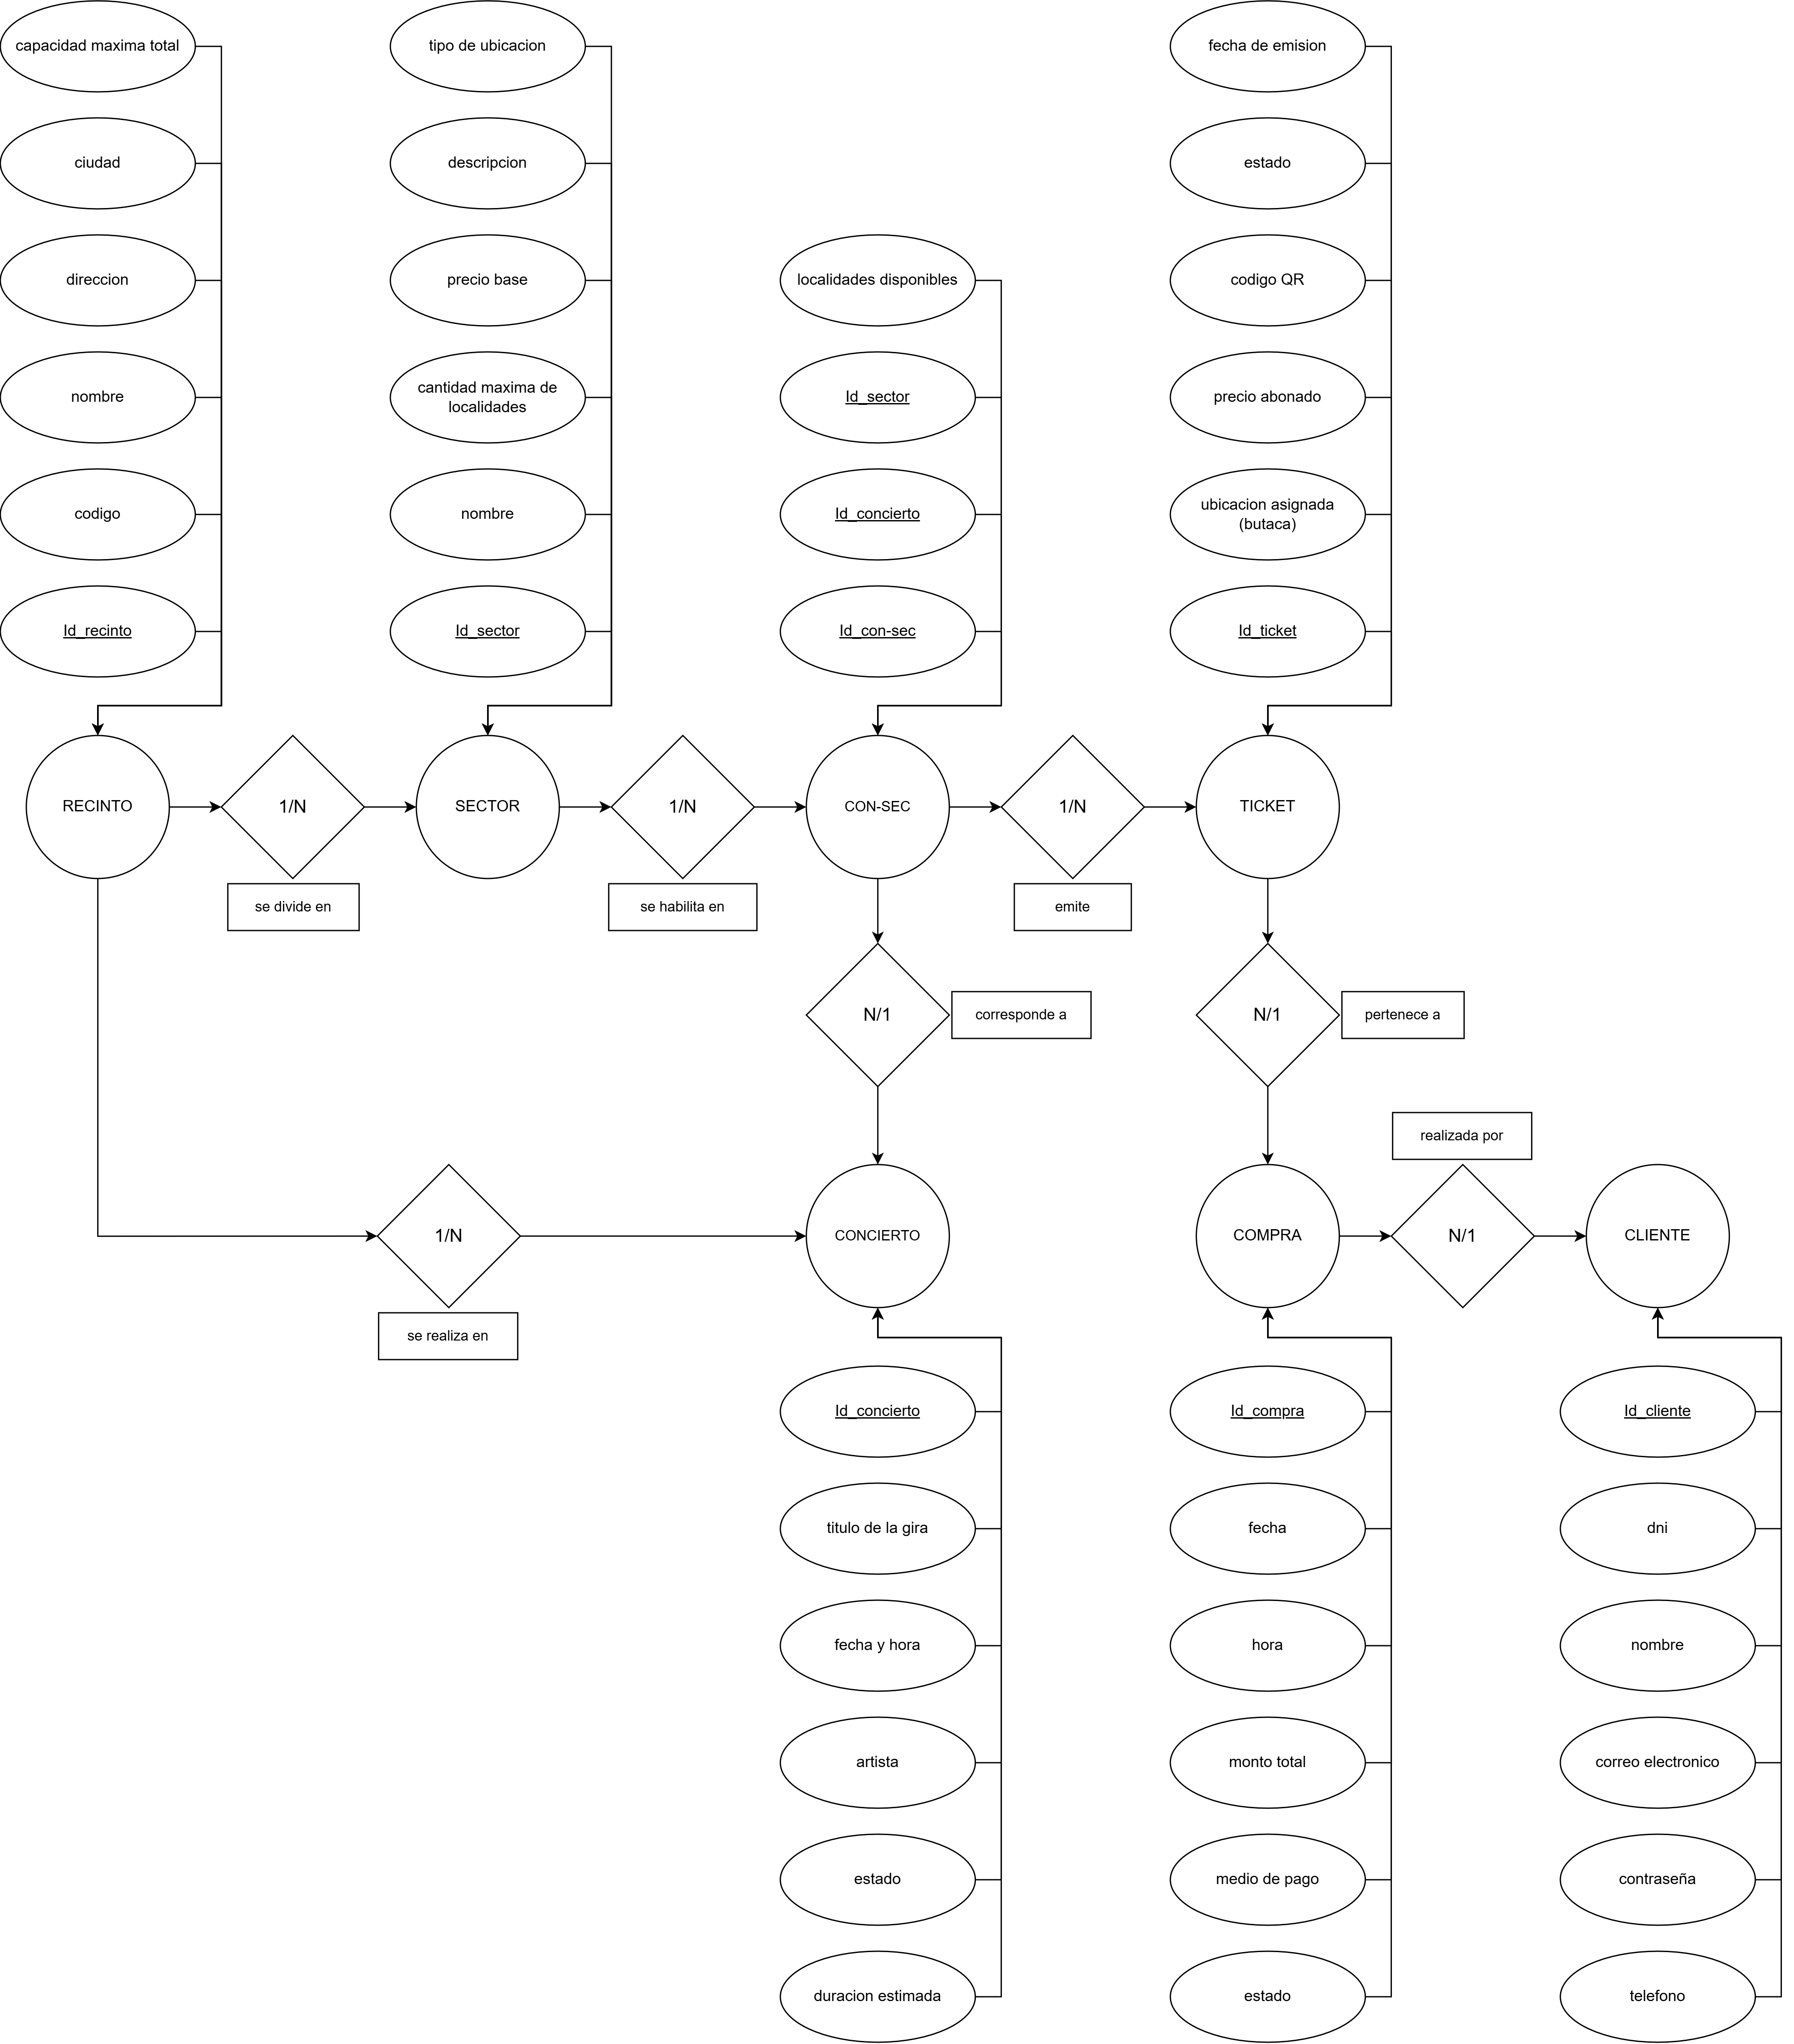 capacidad maxima total
tipo de ubicacion
fecha de emision
ciudad
descripcion
estado
direccion
precio base
localidades disponibles
codigo QR
nombre
cantidad maxima de
localidades
Id_sector
precio abonado
codigo
nombre
Id_concierto
ubicacion asignada
(butaca)
Id_recinto
Id_sector
Id_con-sec
Id_ticket
RECINTO
1/N
SECTOR
1/N
CON-SEC
1/N
TICKET
se divide en
se habilita en
emite
N/1
corresponde a
N/1
pertenece a
realizada por
1/N
CONCIERTO
COMPRA
N/1
CLIENTE
se realiza en
Id_concierto
Id_compra
Id_cliente
titulo de la gira
fecha
dni
fecha y hora
hora
nombre
artista
monto total
correo electronico
estado
medio de pago
contraseña
duracion estimada
estado
telefono